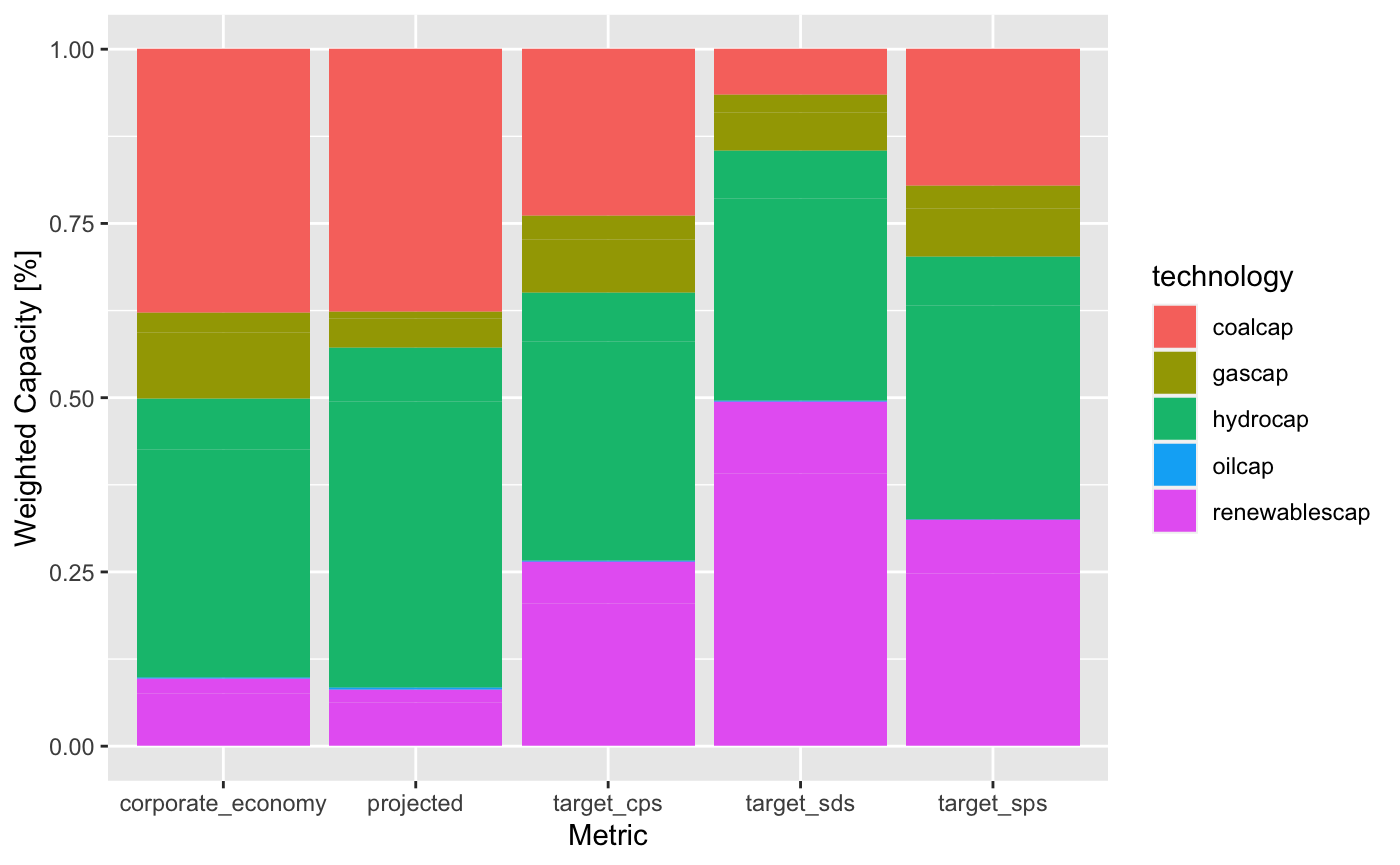 Weighted Capacity [%]
1.00
0.75
0.50
0.25
0.00
corporate_economy projected target_cps target_sds target_sps
Metric
technology
coalcap
gascap
hydrocap
oilcap
renewablescap